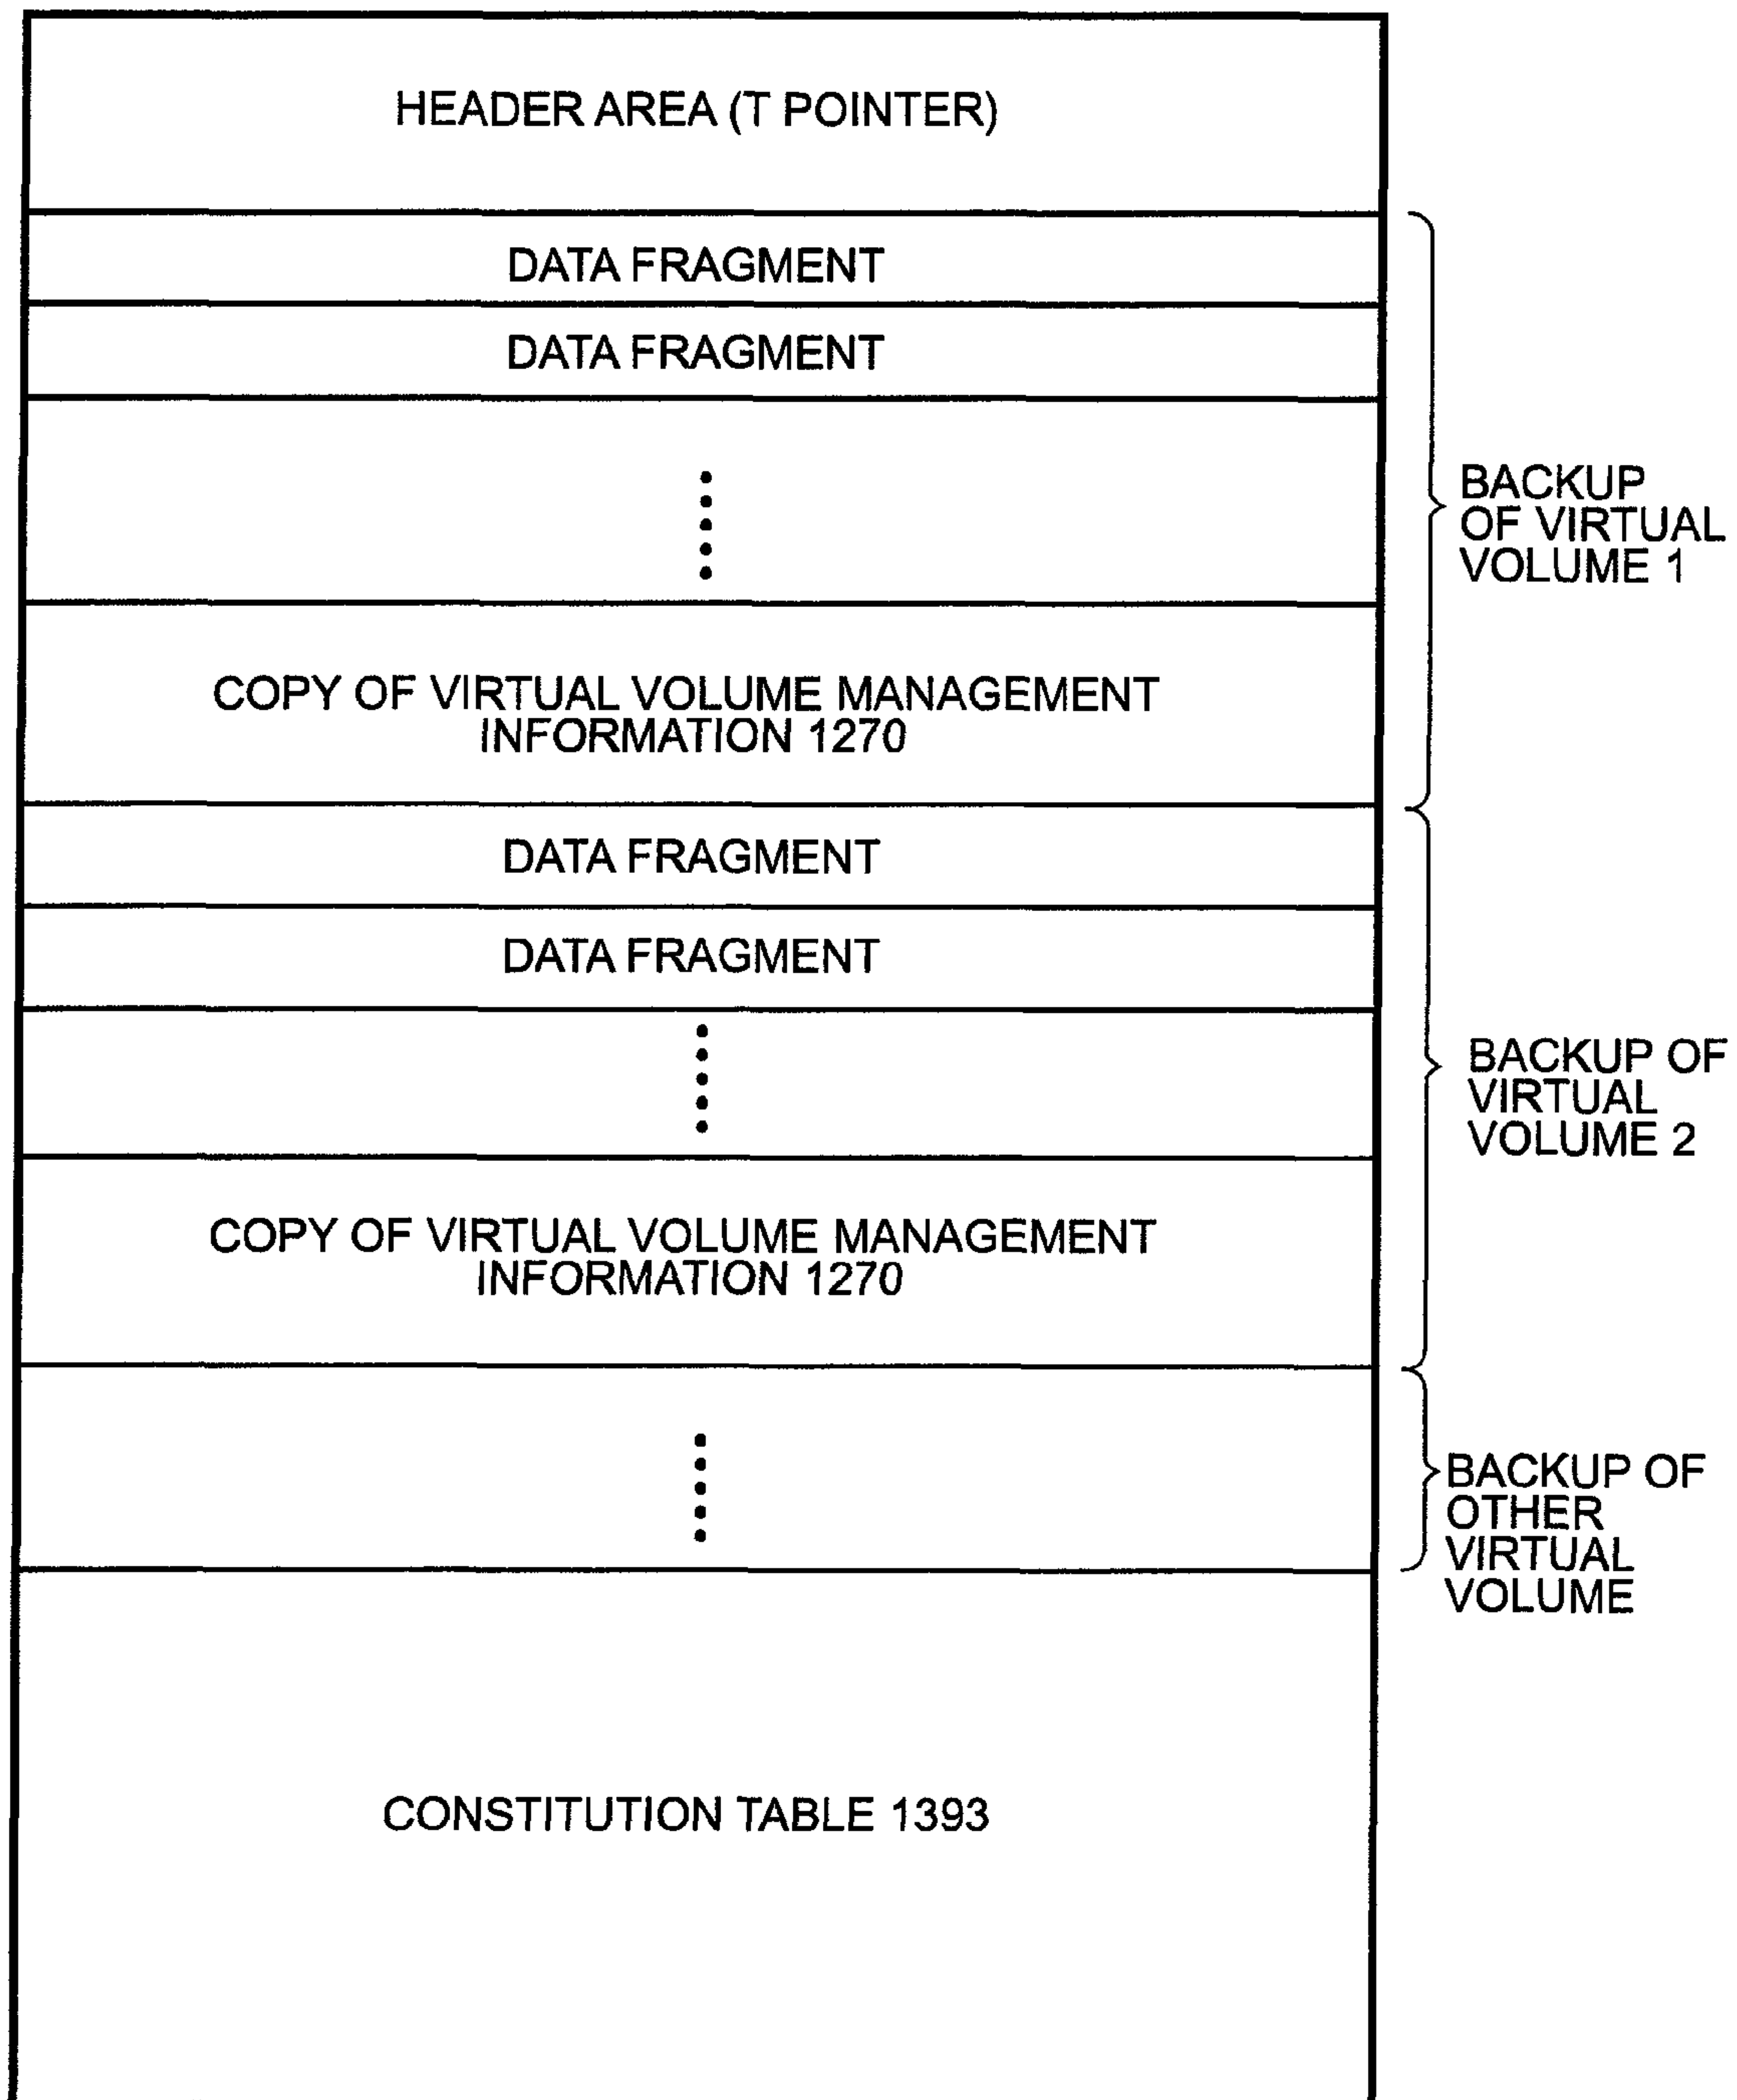 HEADER AREA (T POINTER)
DATA FRAGMENT
DATA FRAGMENT
BACKUP
OF VIRTUAL
VOLUME 1
COPY OF VIRTUAL VOLUME MANAGEMENT
INFORMATION 1270
DATA FRAGMENT
DATA FRAGMENT
BACKUP OF
VIRTUAL
VOLUME 2
COPY OF VIRTUAL VOLUME MANAGEMENT
INFORMATION 1270
BACKUP OF
OTHER
VIRTUAL
VOLUME
CONSTITUTION TABLE 1393